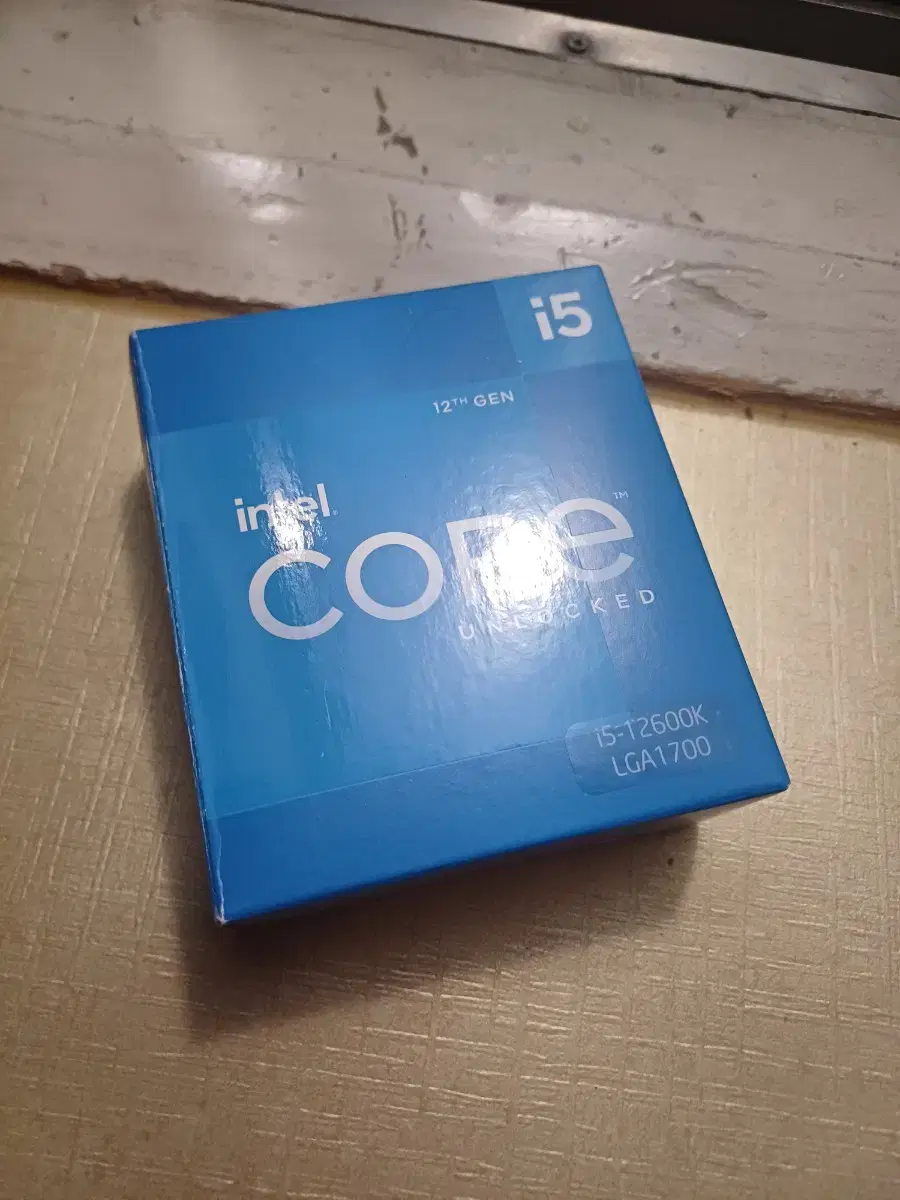 i5
12TH GEN
intel.
CORe™
UNLOCKED
i5-12600K
LGA1700